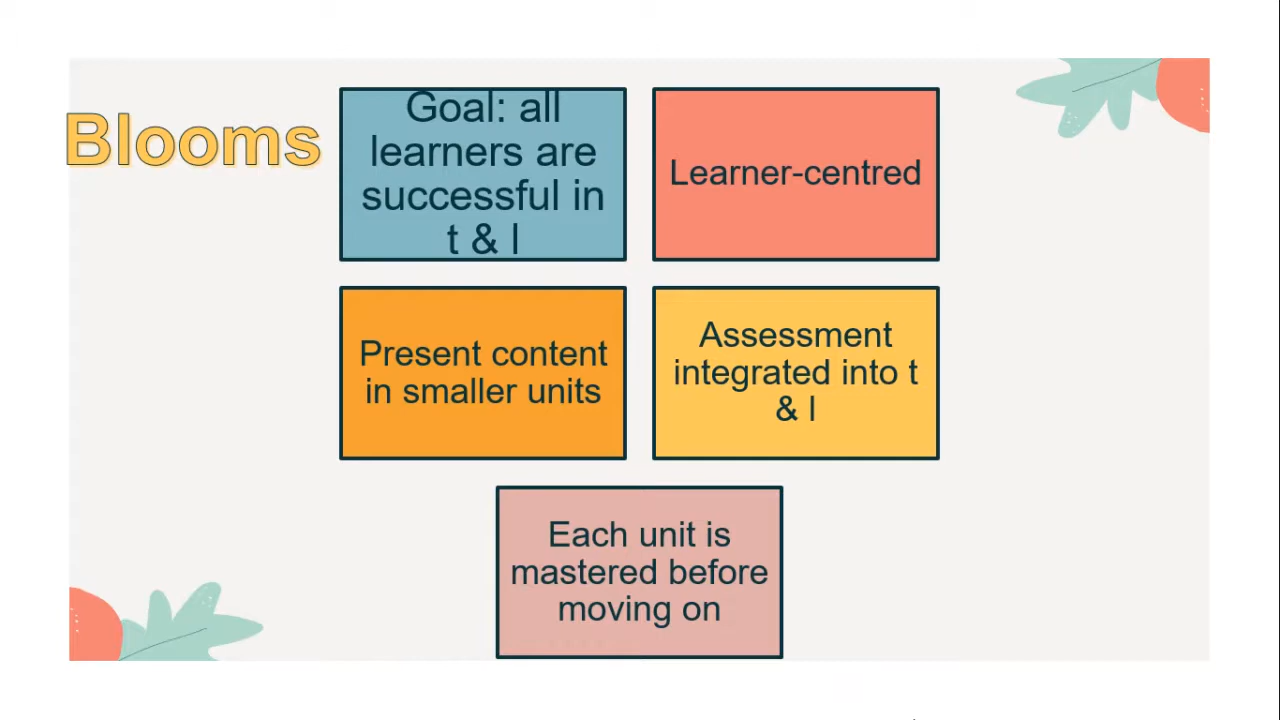 Blooms
Goal: all
learners are
successful in
t & l
Learner-centred
Present content
in smaller units
Assessment
integrated into t
& l
Each unit is
mastered before
moving on